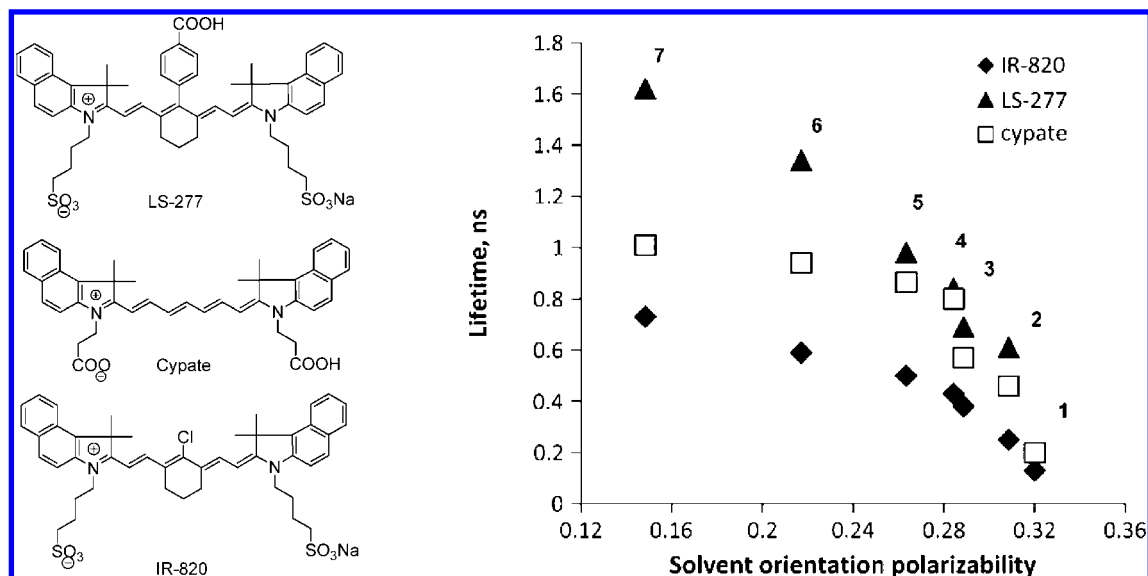 COOH
⊕
N
N
SO3
⊖
SO3Na
LS-277
⊕
N
N
COO
⊖
COOH
Cypate
Cl
⊕
N
N
SO3
⊖
SO3Na
IR-820
1.8
1.6
1.4
1.2
1
0.8
0.6
0.4
0.2
0
Lifetime, ns
7
6
5
4
3
2
1
IR-820
LS-277
cypate
0.12 0.16 0.2 0.24 0.28 0.32 0.36
Solvent orientation polarizability